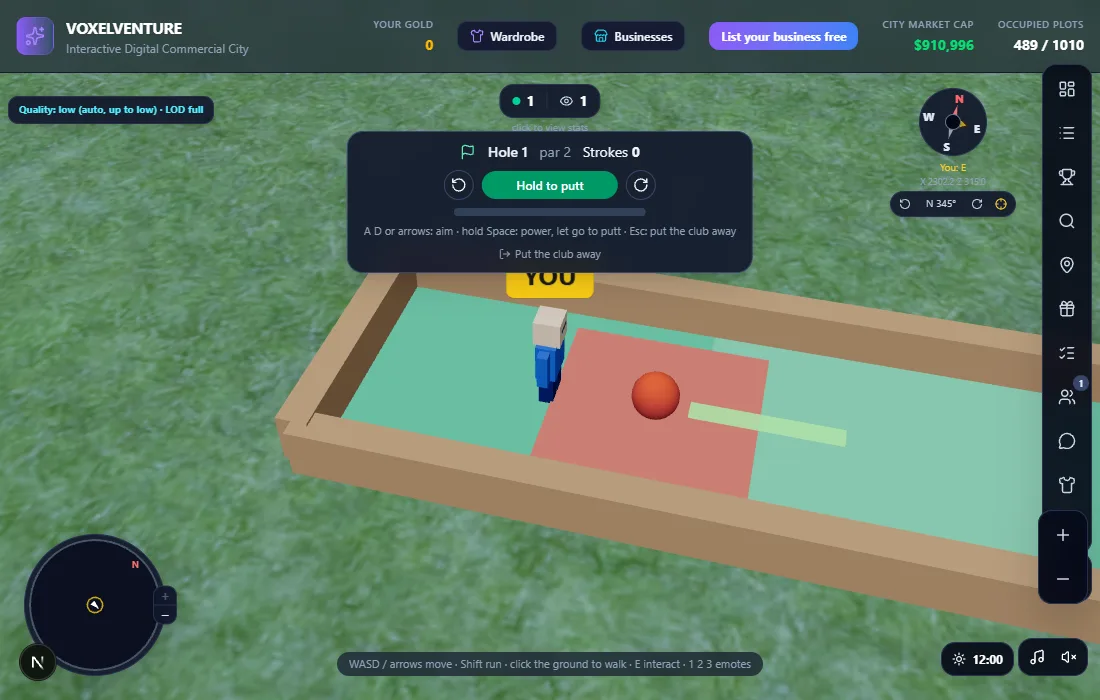 VOXELVENTURE
Interactive Digital Commercial City
YOUR GOLD
0
Wardrobe
Businesses
List your business free
CITY MARKET CAP
$910,996
OCCUPIED PLOTS
489 / 1010
Quality: low (auto, up to low) · LOD full
1 1
click to view stats
Hole 1 par 2 Strokes 0
Hold to putt
A D or arrows: aim · hold Space: power, let go to putt · Esc: put the club away
Put the club away
YOU
N
W
E
S
You: E
N 345°
1
+
−
N
+
−
N
WASD / arrows move · Shift run · click the ground to walk · E interact · 1 2 3 emotes
12:00